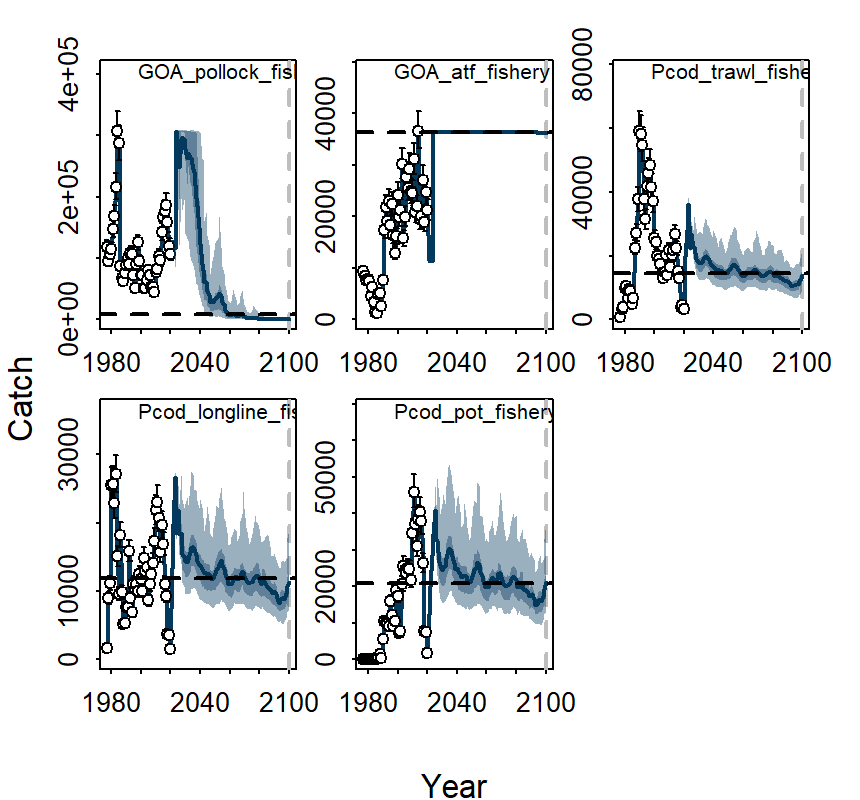 GOA_pollock_fis
GOA_atf_fishery
Pcod_trawl_fishe
0e+00 2e+05 4e+05
0 20000 40000
0 40000 80000
1980 2040 2100
1980 2040 2100
1980 2040 2100
Catch
Pcod_longline_fis
Pcod_pot_fishery
0 10000 30000
0 20000 50000
1980 2040 2100
1980 2040 2100
Year